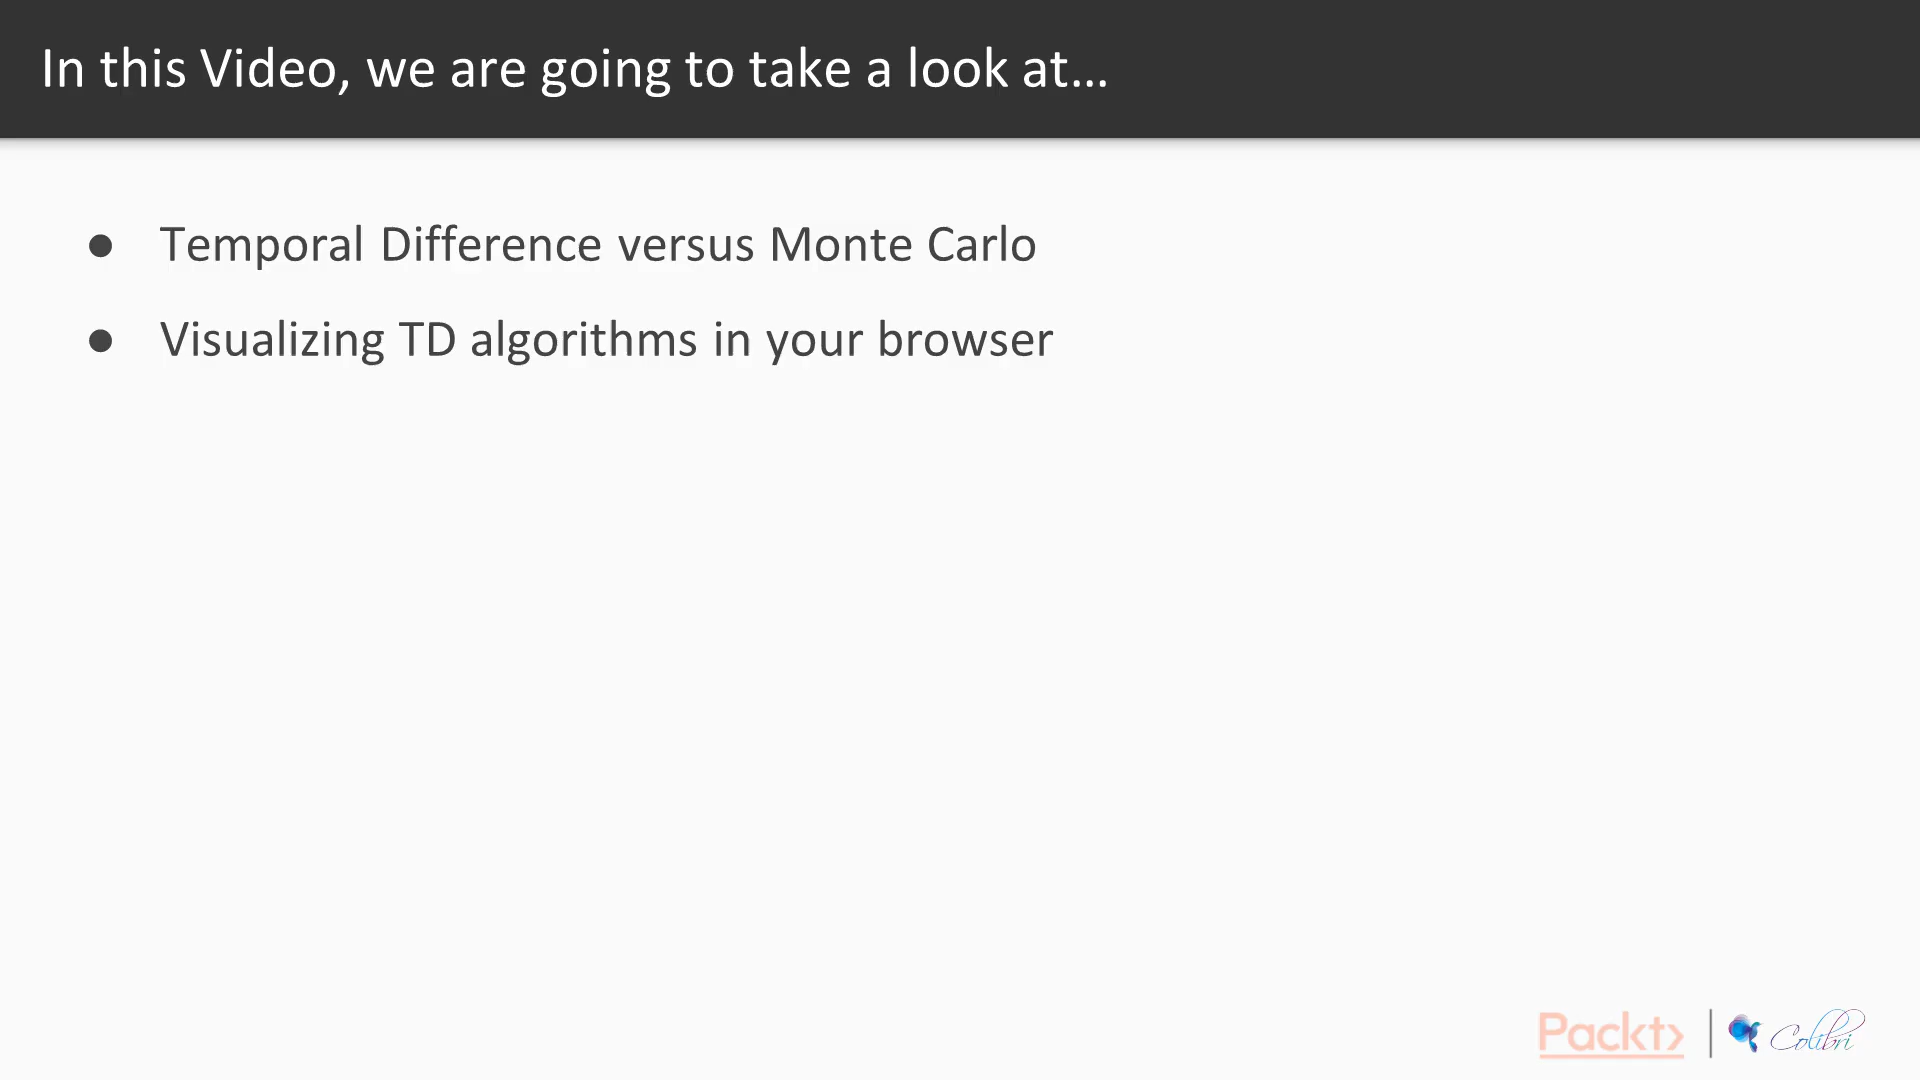 In this Video, we are going to take a look at...
● Temporal Difference versus Monte Carlo
● Visualizing TD algorithms in your browser
Packt> | Colibri